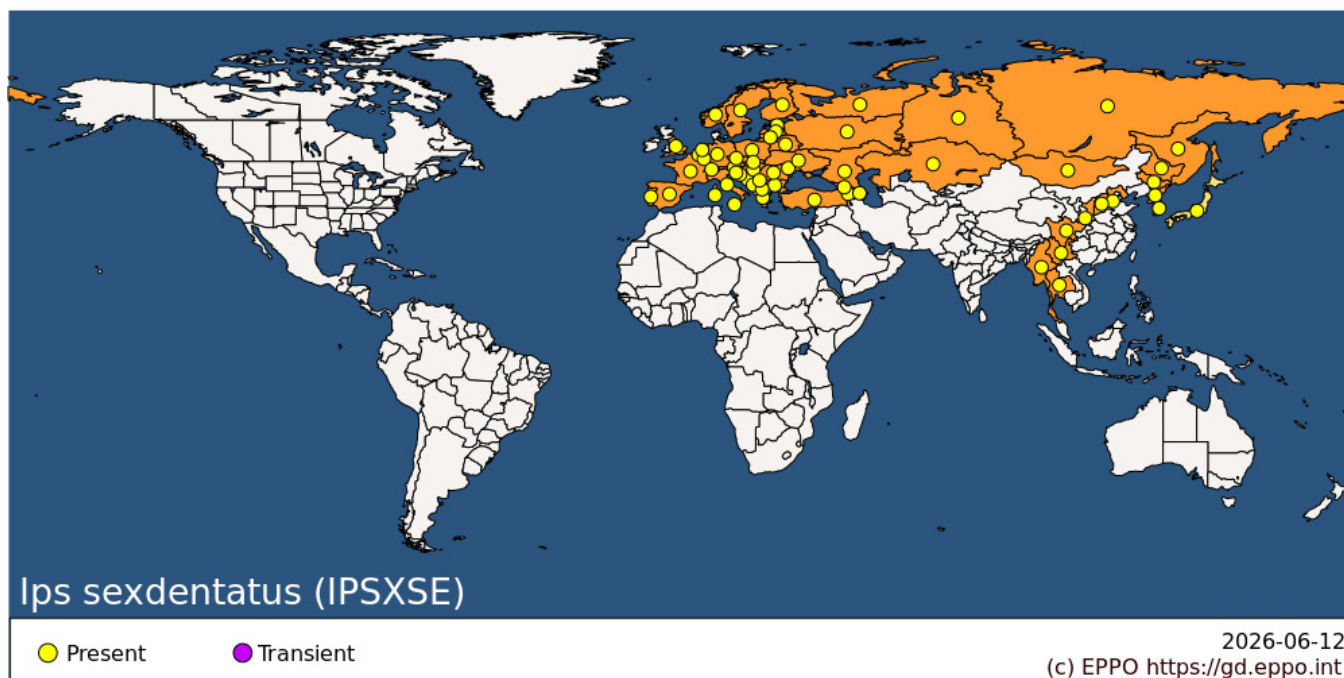 Ips sexdentatus (IPSXSE)
Present
Transient
2026-06-12
(c) EPPO https://gd.eppo.int